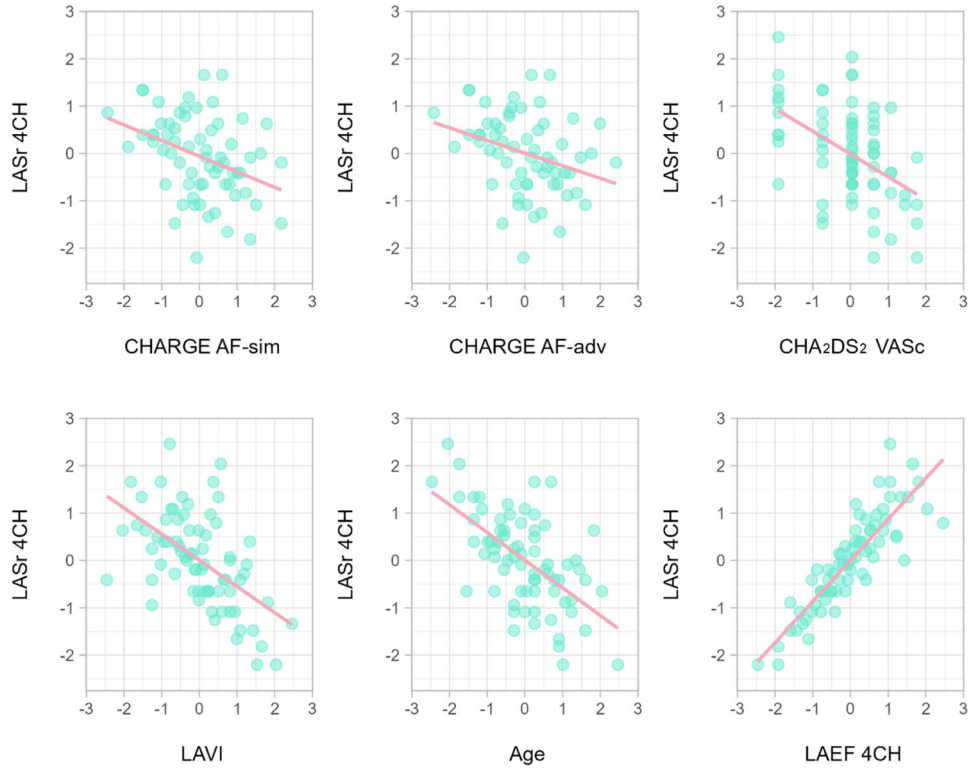 3 3 3
2 2 2
LASr 4CH 1 LASr 4CH 1 LASr 4CH 1
0 0 0
-1 -1 -1
-2 -2 -2
-3 -2 -1 0 1 2 3 -3 -2 -1 0 1 2 3 -3 -2 -1 0 1 2 3
CHARGE AF-sim CHARGE AF-adv CHA₂DS₂ VASc
3 3 3
2 2 2
LASr 4CH 1 LASr 4CH 1 LASr 4CH 1
0 0 0
-1 -1 -1
-2 -2 -2
-3 -2 -1 0 1 2 3 -3 -2 -1 0 1 2 3 -3 -2 -1 0 1 2 3
LAVI Age LAEF 4CH